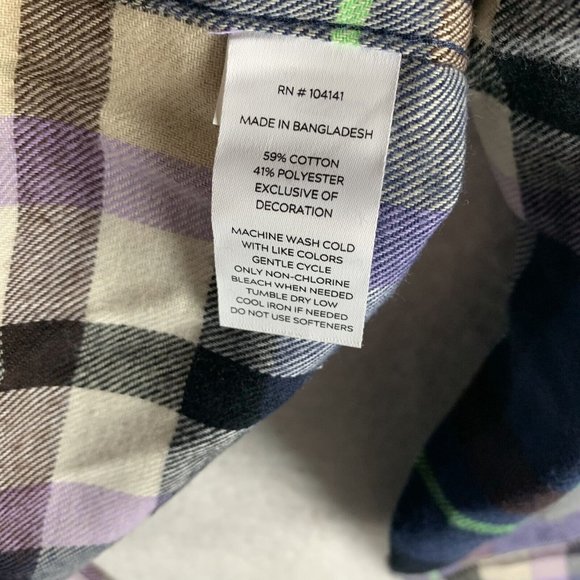 RN # 104141
MADE IN BANGLADESH
59% COTTON
41% POLYESTER
EXCLUSIVE OF
DECORATION
MACHINE WASH COLD
WITH LIKE COLORS
GENTLE CYCLE
ONLY NON-CHLORINE
BLEACH WHEN NEEDED
TUMBLE DRY LOW
COOL IRON IF NEEDED
DO NOT USE SOFTENERS